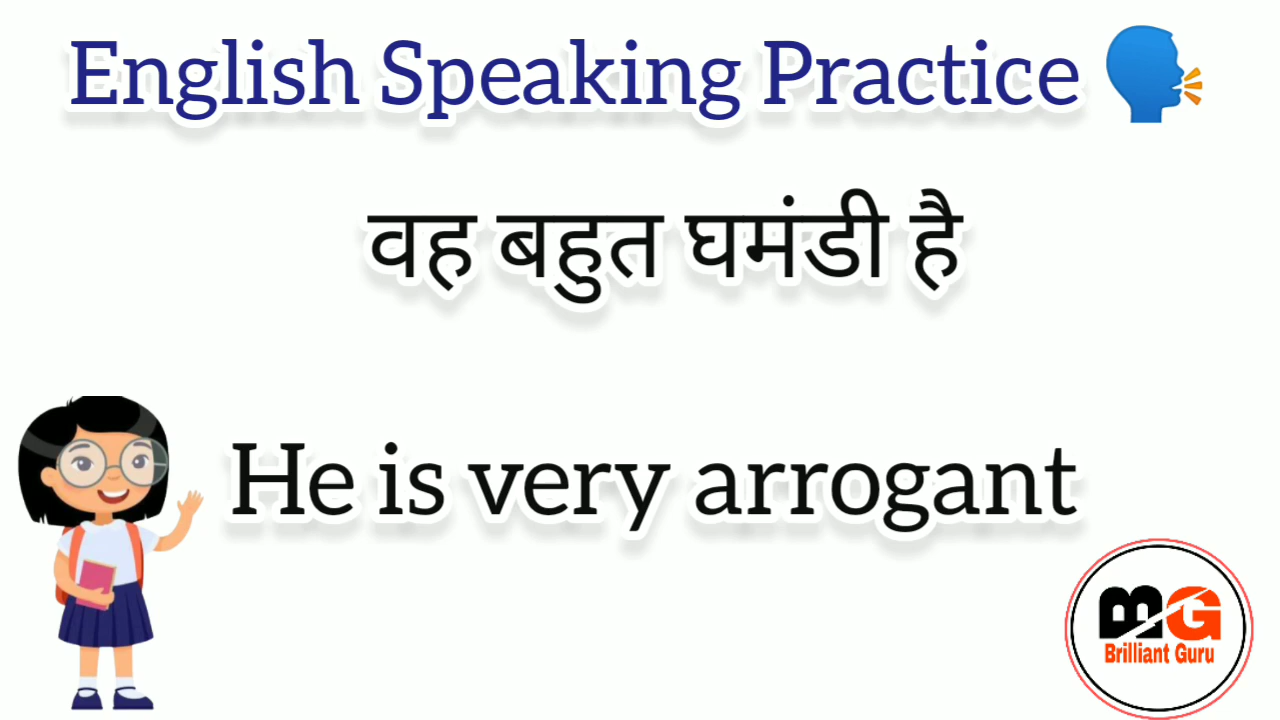 English Speaking Practice
वह बहुत घमंडी है
He is very arrogant
BG
Brilliant Guru